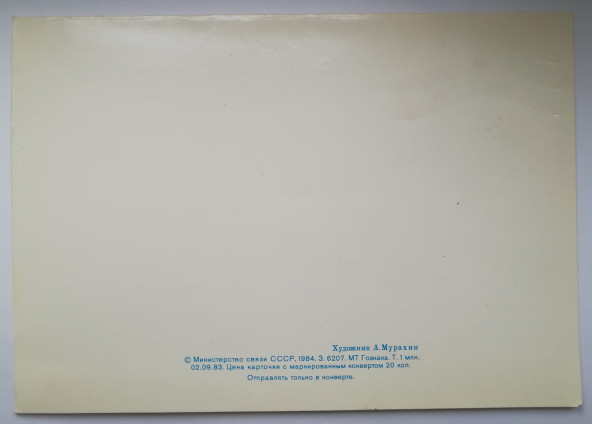 Художник А.Мурахин
© Министерство связи СССР, 1984. З. 6207. МТ Гознака. Т. 1 млн.
02.09.83. Цена карточки с маркированным конвертом 20 коп.
Отправлять только в конверте.